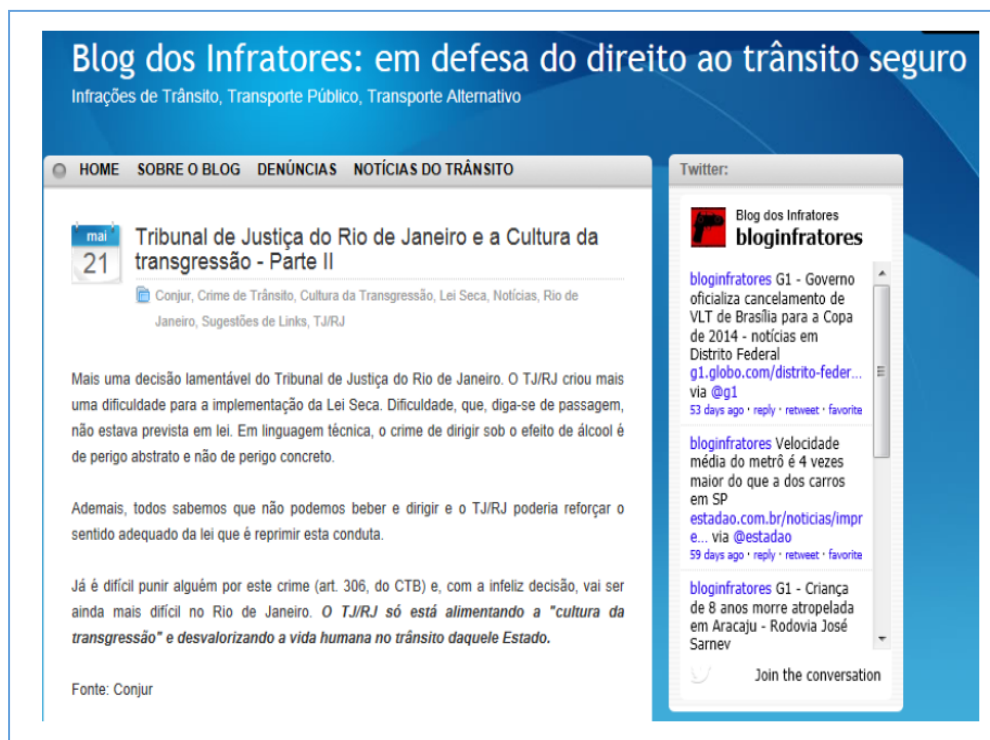 Blog dos Infratores: em defesa do direito ao trânsito seguro
Infrações de Trânsito, Transporte Público, Transporte Alternativo
HOME SOBRE O BLOG DENÚNCIAS NOTÍCIAS DO TRÂNSITO
mai
21
Tribunal de Justiça do Rio de Janeiro e a Cultura da
transgressão - Parte II
Conjur, Crime de Trânsito, Cultura da Transgressão, Lei Seca, Notícias, Rio de
Janeiro, Sugestões de Links, TJ/RJ
Mais uma decisão lamentável do Tribunal de Justiça do Rio de Janeiro. O TJ/RJ criou mais
uma dificuldade para a implementação da Lei Seca. Dificuldade, que, diga-se de passagem,
não estava prevista em lei. Em linguagem técnica, o crime de dirigir sob o efeito de álcool é
de perigo abstrato e não de perigo concreto.
Ademais, todos sabemos que não podemos beber e dirigir e o TJ/RJ poderia reforçar o
sentido adequado da lei que é reprimir esta conduta.
Já é difícil punir alguém por este crime (art. 306, do CTB) e, com a infeliz decisão, vai ser
ainda mais difícil no Rio de Janeiro. O TJ/RJ só está alimentando a "cultura da
transgressão" e desvalorizando a vida humana no trânsito daquele Estado.
Fonte: Conjur
Twitter:
Blog dos Infratores
bloginfratores
bloginfratores G1 - Governo
oficializa cancelamento de
VLT de Brasília para a Copa
de 2014 - notícias em
Distrito Federal
g1.globo.com/distrito-feder...
via @g1
53 days ago · reply · retweet · favorite
bloginfratores Velocidade
média do metrô é 4 vezes
maior do que a dos carros
em SP
estadao.com.br/noticias/impr
e... via @estadao
59 days ago · reply · retweet · favorite
bloginfratores G1 - Criança
de 8 anos morre atropelada
em Aracaju - Rodovia José
Sarney
Join the conversation